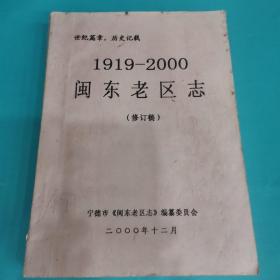 世纪篇章，历史记载
1919-2000
闽东老区志
（修订稿）
宁德市《闽东老区志》编纂委员会
二〇〇〇年十二月